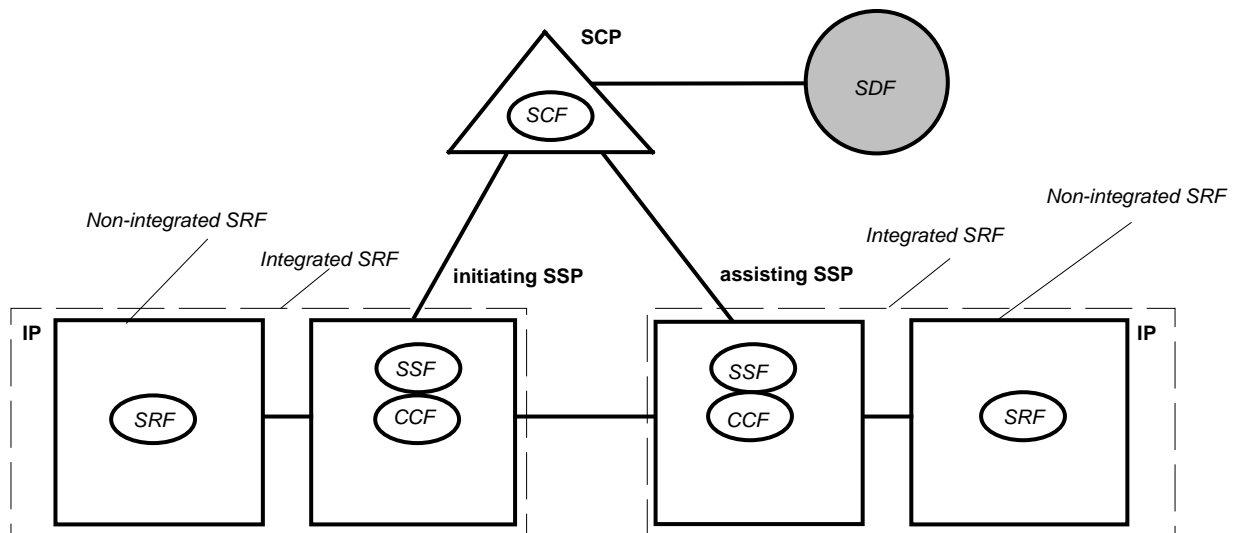 SCP
SDF
SCF
Non-integrated SRF
Non-integrated SRF
Integrated SRF
Integrated SRF
initiating SSP
assisting SSP
IP
IP
SSF
SSF
SRF
CCF
CCF
SRF